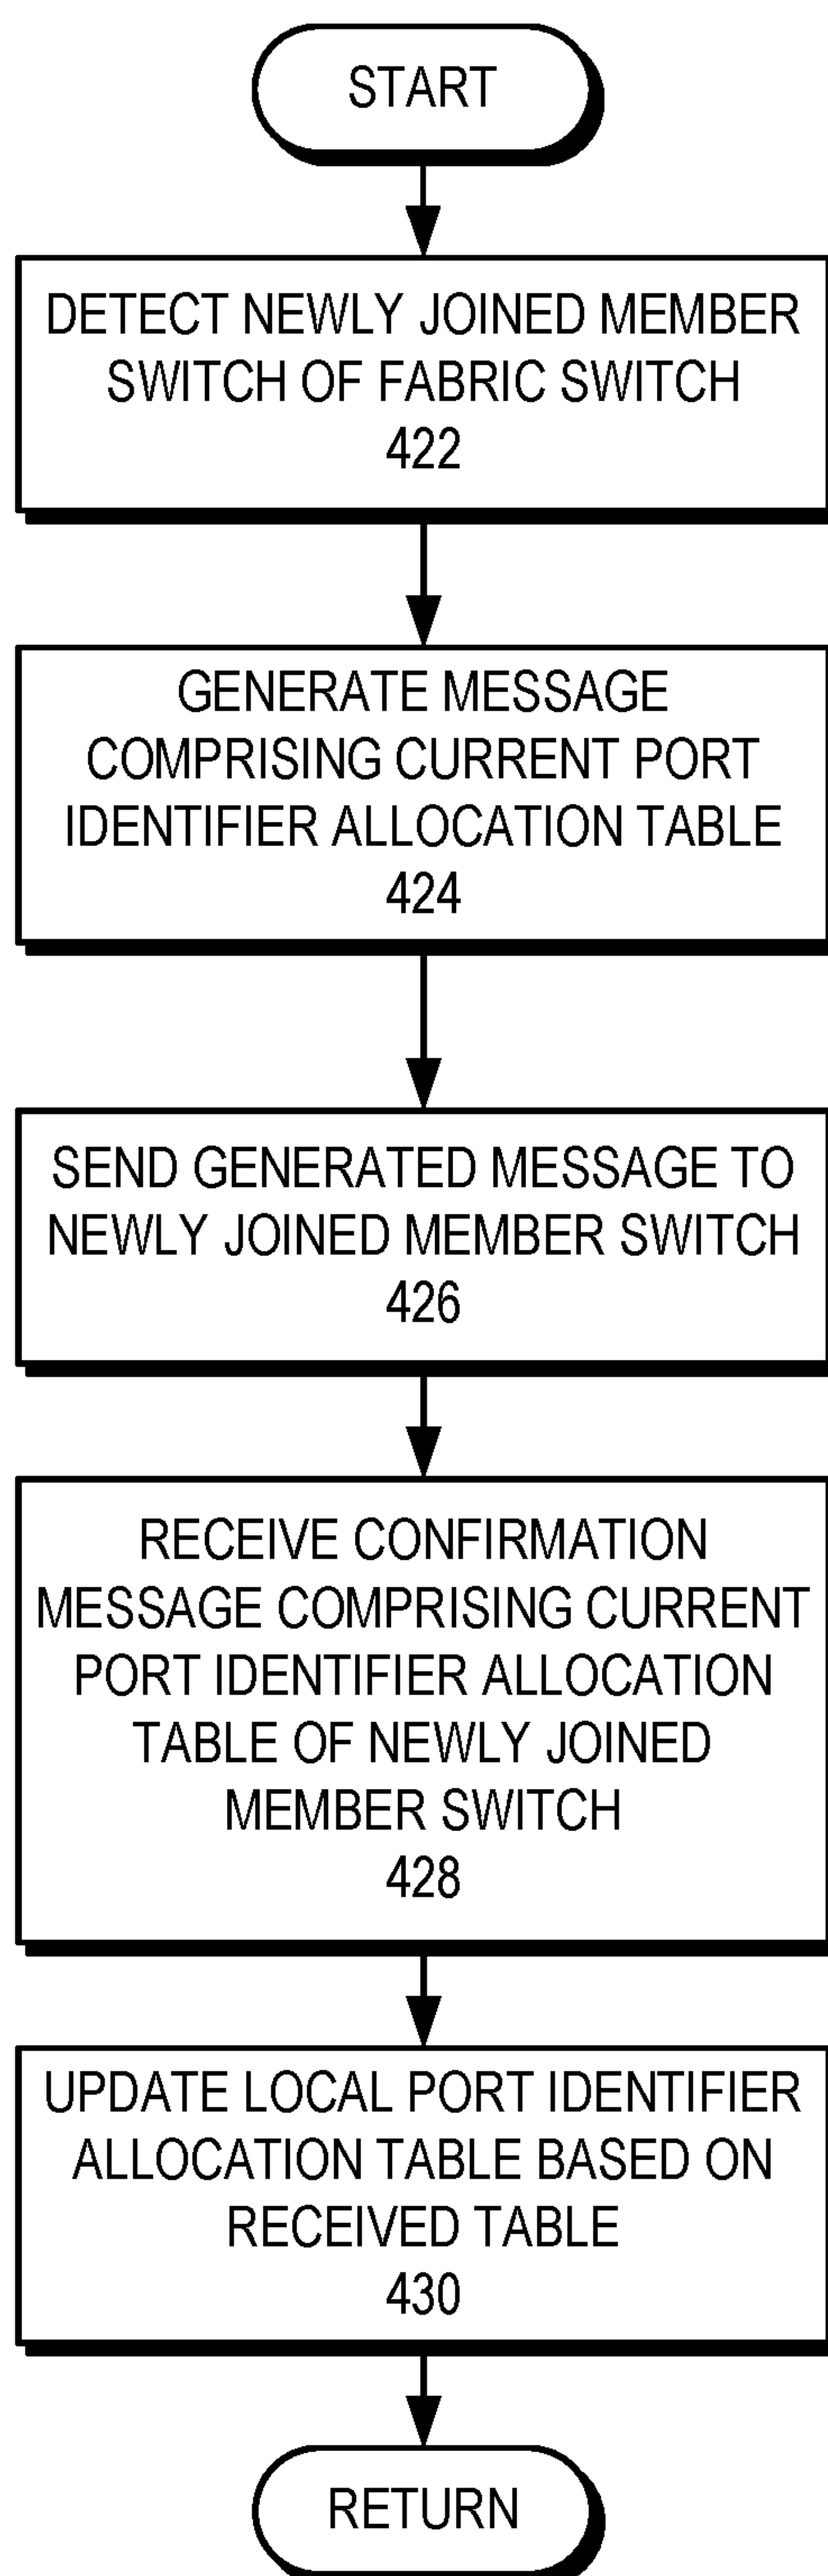 START
DETECT NEWLY JOINED MEMBER
SWITCH OF FABRIC SWITCH
422
GENERATE MESSAGE
COMPRISING CURRENT PORT
IDENTIFIER ALLOCATION TABLE
424
SEND GENERATED MESSAGE TO
NEWLY JOINED MEMBER SWITCH
426
RECEIVE CONFIRMATION
MESSAGE COMPRISING CURRENT
PORT IDENTIFIER ALLOCATION
TABLE OF NEWLY JOINED
MEMBER SWITCH
428
UPDATE LOCAL PORT IDENTIFIER
ALLOCATION TABLE BASED ON
RECEIVED TABLE
430
RETURN